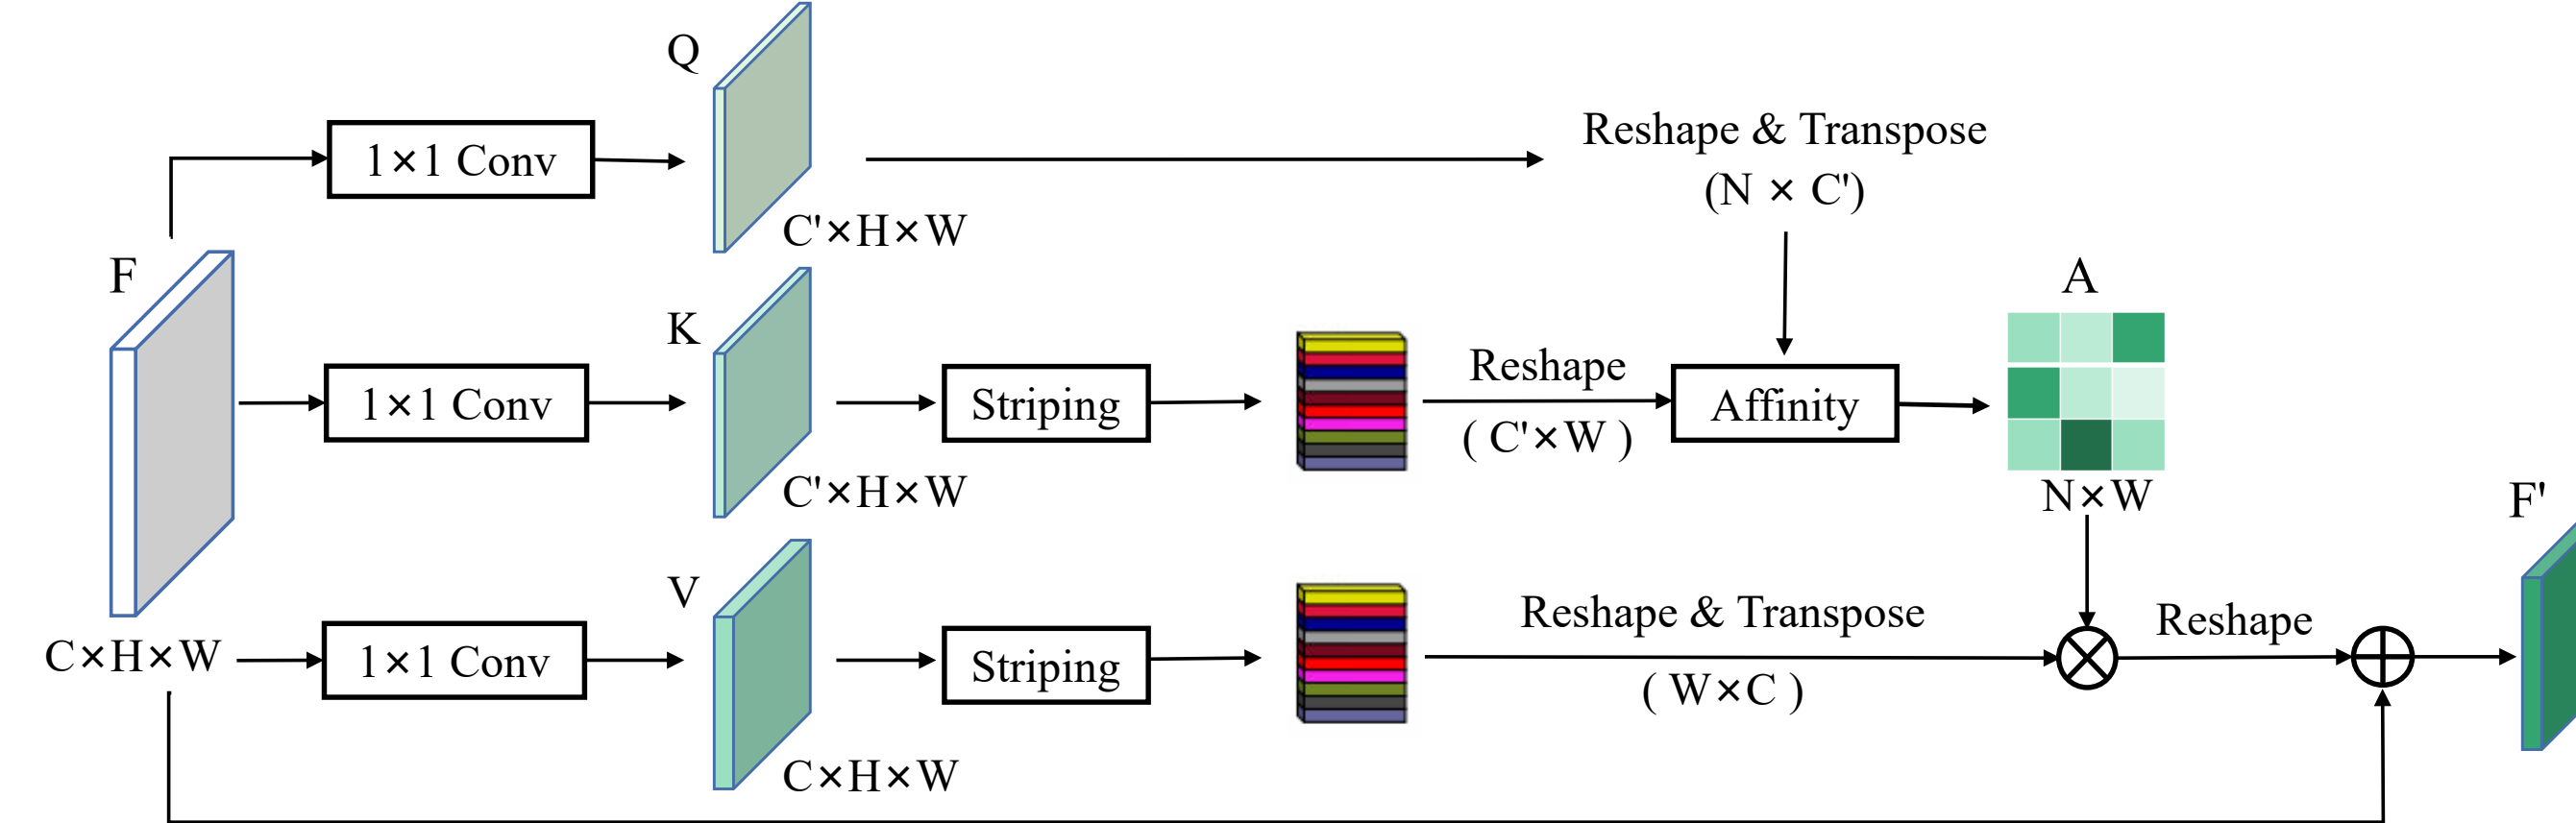 Q
1×1 Conv
Reshape & Transpose
(N × C')
C'×H×W
F
K
A
1×1 Conv
Striping
Reshape
( C'×W )
Affinity
C'×H×W
N×W
F'
V
C×H×W
1×1 Conv
Striping
Reshape & Transpose
( W×C )
Reshape
C×H×W